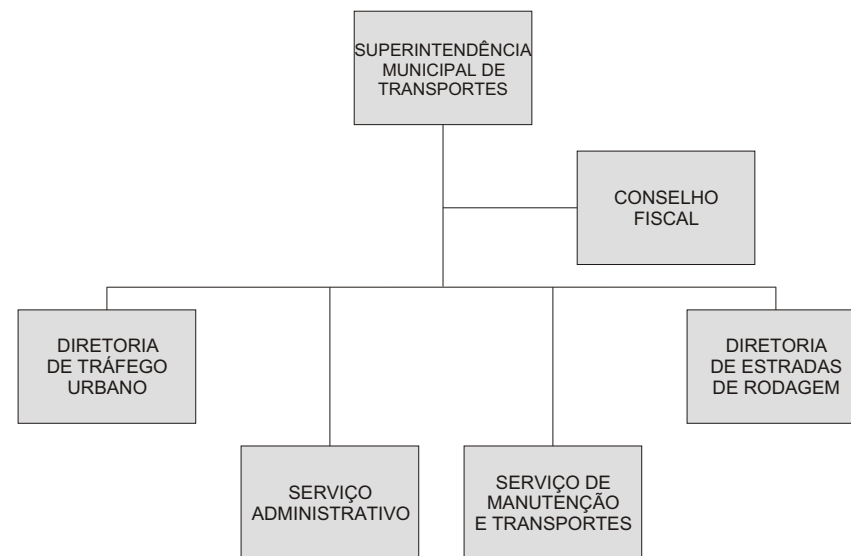 SUPERINTENDÊNCIA
MUNICIPAL DE
TRANSPORTES
CONSELHO
FISCAL
DIRETORIA
DE TRÁFEGO
URBANO
DIRETORIA
DE ESTRADAS
DE RODAGEM
SERVIÇO
ADMINISTRATIVO
SERVIÇO DE
MANUTENÇÃO
E TRANSPORTES